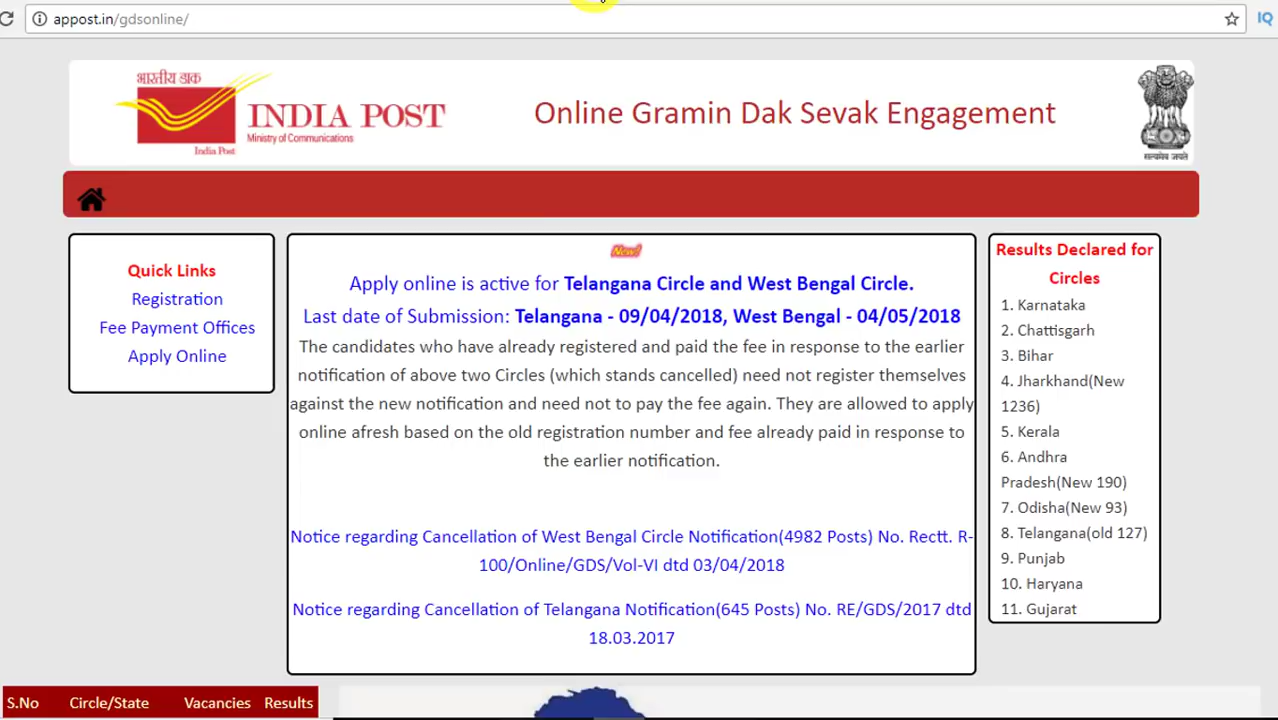 appost.in/gdsonline/
IQ
भारतीय डाक
INDIA POST
Ministry of Communications
India Post
Online Gramin Dak Sevak Engagement
सत्यमेव जयते
Quick Links
Registration
Fee Payment Offices
Apply Online
New!
Apply online is active for Telangana Circle and West Bengal Circle.
Last date of Submission: Telangana - 09/04/2018, West Bengal - 04/05/2018
The candidates who have already registered and paid the fee in response to the earlier
notification of above two Circles (which stands cancelled) need not register themselves
against the new notification and need not to pay the fee again. They are allowed to apply
online afresh based on the old registration number and fee already paid in response to
the earlier notification.
Notice regarding Cancellation of West Bengal Circle Notification(4982 Posts) No. Rectt. R-
100/Online/GDS/Vol-VI dtd 03/04/2018
Notice regarding Cancellation of Telangana Notification(645 Posts) No. RE/GDS/2017 dtd
18.03.2017
Results Declared for
Circles
1. Karnataka
2. Chattisgarh
3. Bihar
4. Jharkhand(New
1236)
5. Kerala
6. Andhra
Pradesh(New 190)
7. Odisha(New 93)
8. Telangana(old 127)
9. Punjab
10. Haryana
11. Gujarat
S.No Circle/State Vacancies Results